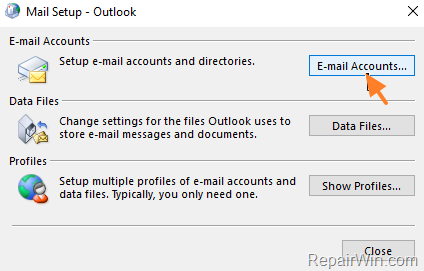 Mail Setup - Outlook
E-mail Accounts
Setup e-mail accounts and directories.
E-mail Accounts...
Data Files
Change settings for the files Outlook uses to
store e-mail messages and documents.
Data Files...
Profiles
Setup multiple profiles of e-mail accounts and
data files. Typically, you only need one.
Show Profiles...
Close
RepairWin.com